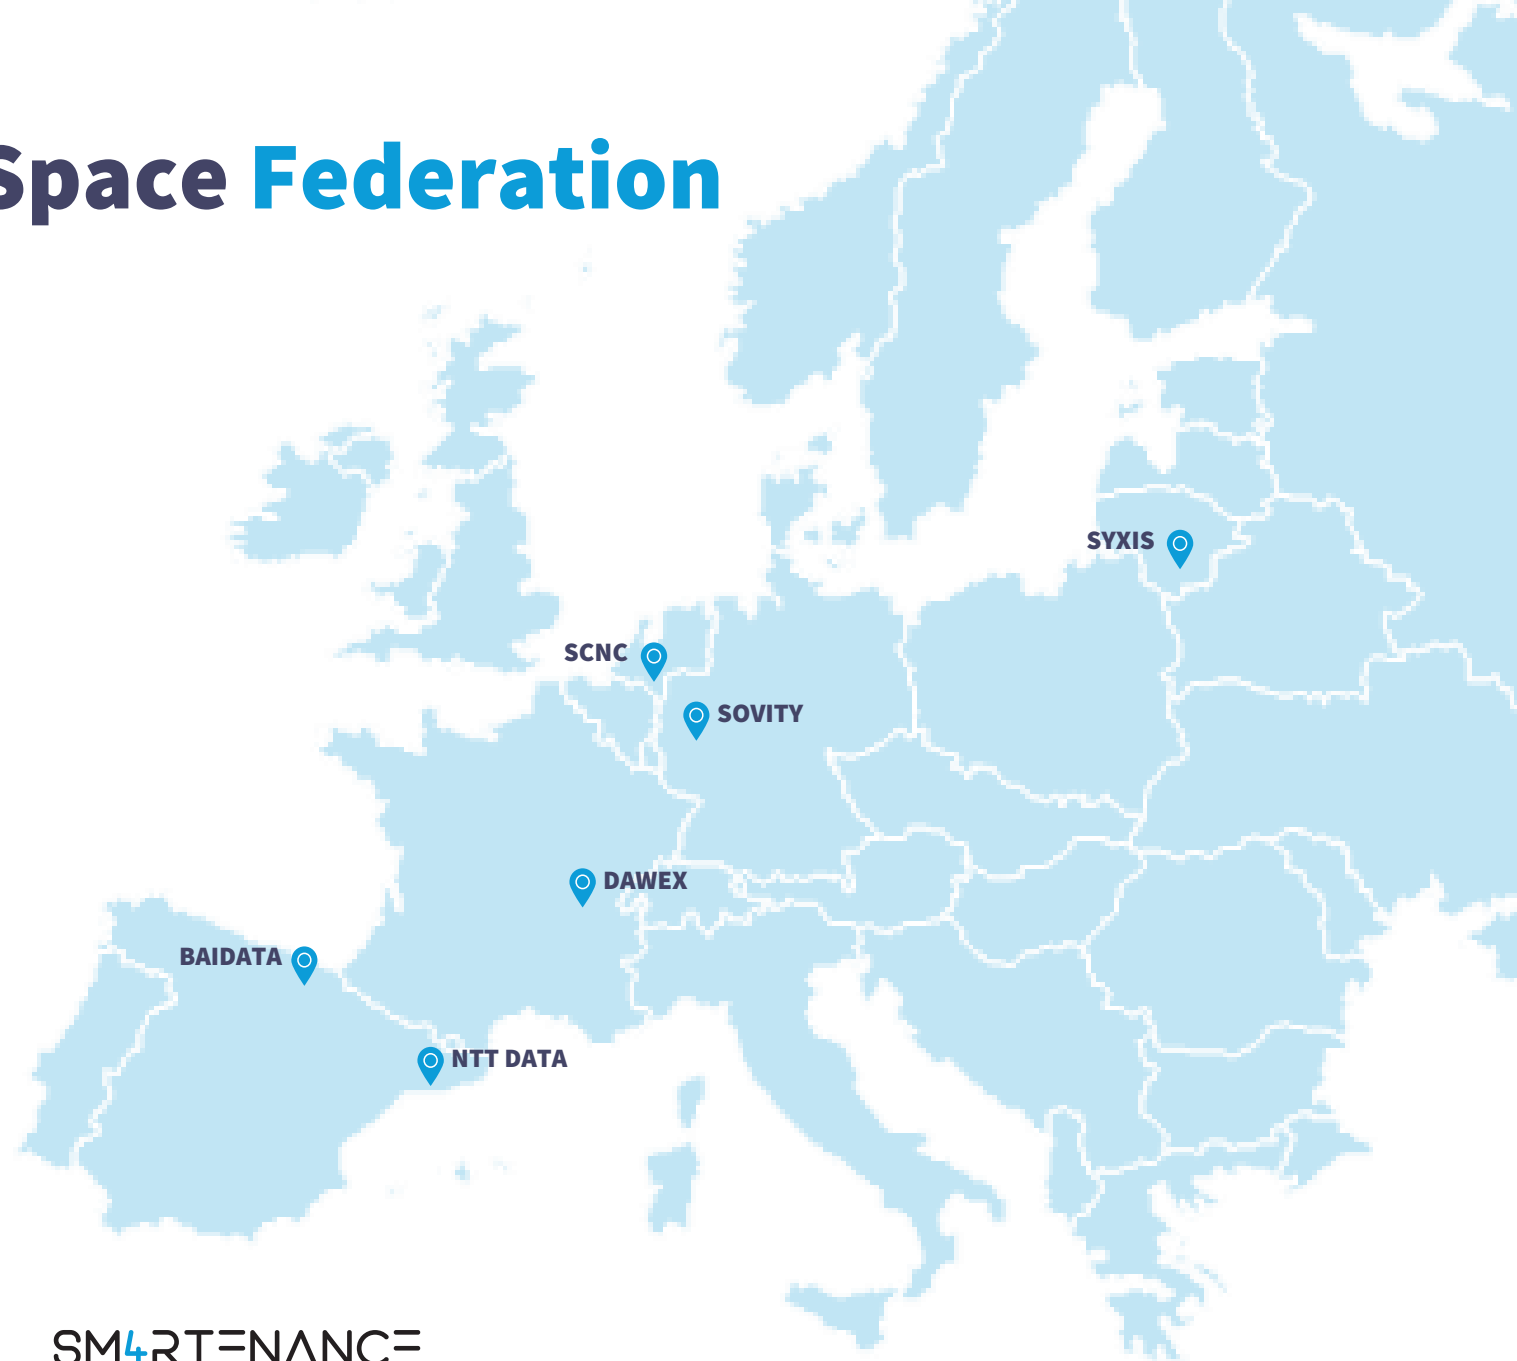 Space Federation
SYXIS
SCNC
SOVITY
DAWEX
BAIDATA
NTT DATA
SM4RTENANCE